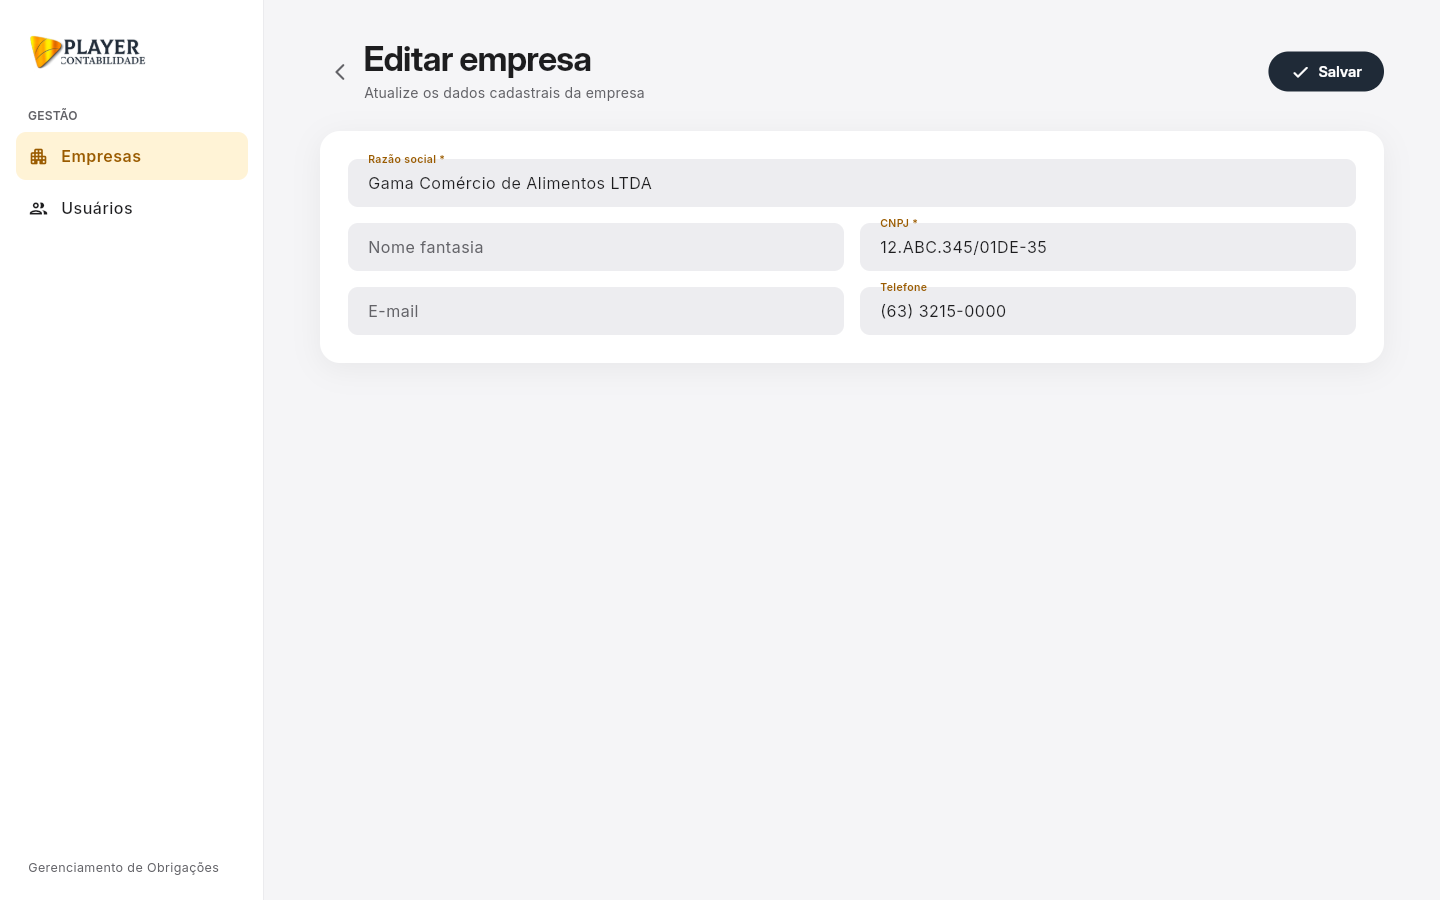 PLAYER
CONTABILIDADE
GESTÃO
Empresas
Usuários
Gerenciamento de Obrigações
Editar empresa
Atualize os dados cadastrais da empresa
Salvar
Razão social *
Gama Comércio de Alimentos LTDA
Nome fantasia
CNPJ *
12.ABC.345/01DE-35
E-mail
Telefone
(63) 3215-0000